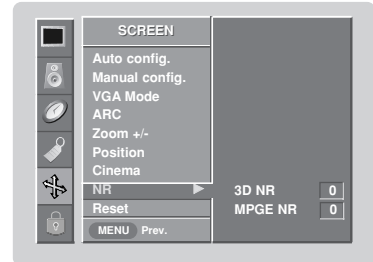 SCREEN
Auto config.
Manual config.
VGA Mode
ARC
Zoom +/-
Position
Cinema
NR ▶ 3D NR 0
Reset MPGE NR 0
MENU Prev.